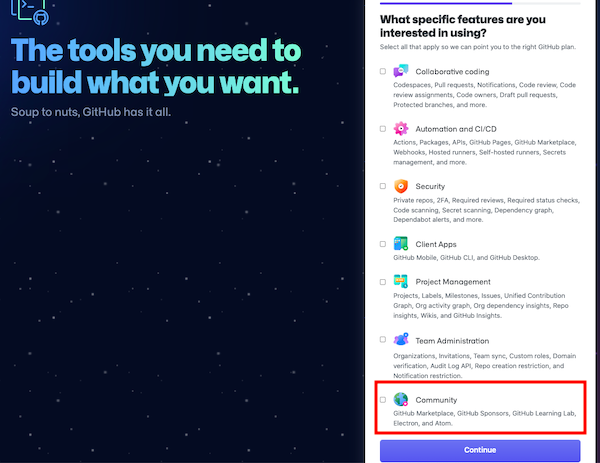 The tools you need to
build what you want.
Soup to nuts, GitHub has it all.
What specific features are you
interested in using?
Select all that apply so we can point you to the right GitHub plan.
Collaborative coding
Codespaces, Pull requests, Notifications, Code review, Code
review assignments, Code owners, Draft pull requests,
Protected branches, and more.
Automation and CI/CD
Actions, Packages, APIs, GitHub Pages, GitHub Marketplace,
Webhooks, Hosted runners, Self-hosted runners, Secrets
management, and more.
Security
Private repos, 2FA, Required reviews, Required status checks,
Code scanning, Secret scanning, Dependency graph,
Dependabot alerts, and more.
Client Apps
GitHub Mobile, GitHub CLI, and GitHub Desktop.
Project Management
Projects, Labels, Milestones, Issues, Unified Contribution
Graph, Org activity graph, Org dependency insights, Repo
insights, Wikis, and GitHub Insights.
Team Administration
Organizations, Invitations, Team sync, Custom roles, Domain
verification, Audit Log API, Repo creation restriction, and
Notification restriction.
Community
GitHub Marketplace, GitHub Sponsors, GitHub Learning Lab,
Electron, and Atom.
Continue